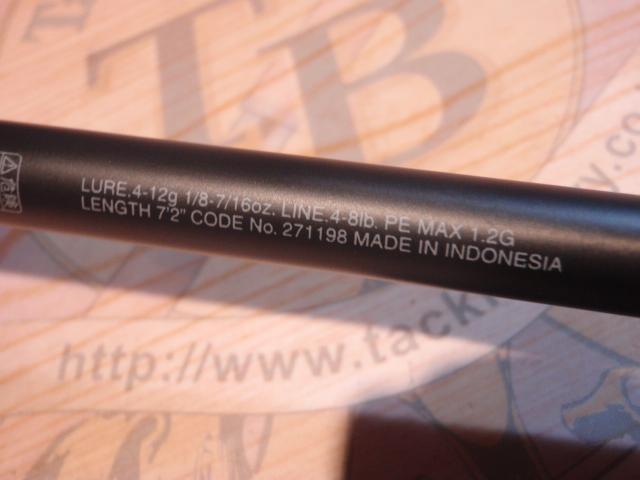 TB
LURE.4-12g 1/8-7/16oz. LINE.4-8lb. PE MAX 1.2G
LENGTH 7'2" CODE No. 271198 MADE IN INDONESIA
http://www.tack